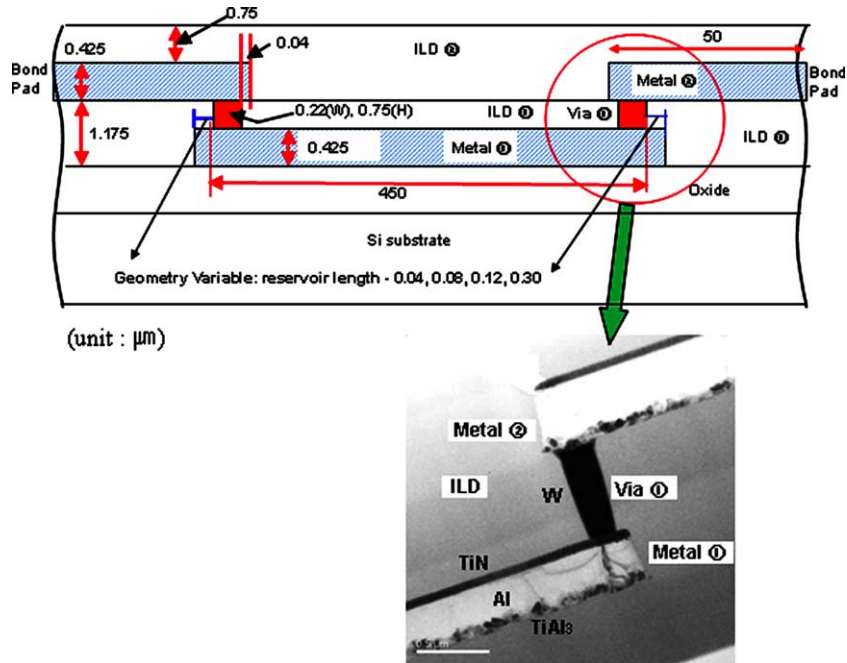 0.75
0.04
50
ILD ②
0.425
Bond
Pad
Metal ②
Bond
Pad
0.22(W), 0.75(H)
ILD ①
Via ①
1.175
ILD ①
0.425
Metal ①
450
Oxide
Si substrate
Geometry Variable: reservoir length - 0.04, 0.08, 0.12, 0.30
(unit : μm)
Metal ②
ILD
W
Via ①
Metal ①
TiN
Al
TiAl₃
0.5μm